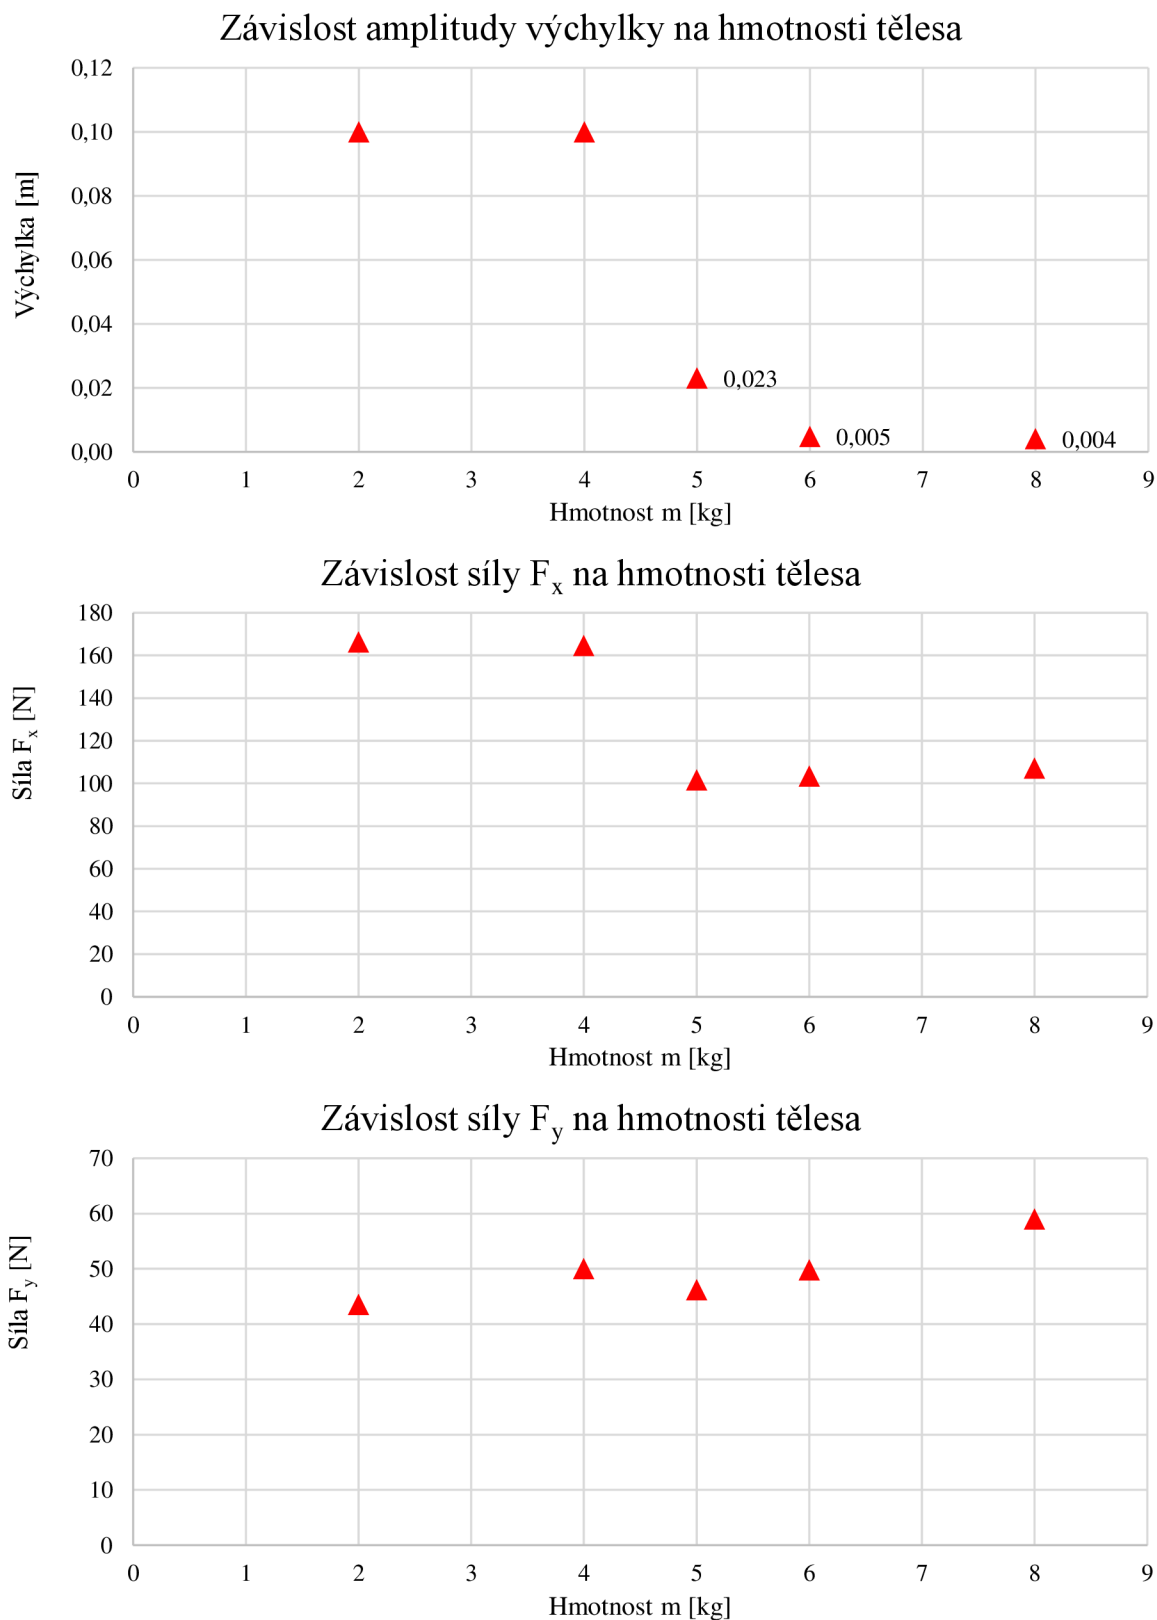 Závislost amplitudy výchylky na hmotnosti tělesa
0,12
0,10
0,08
0,06
0,04
0,02
0,00
Výchylka [m]
0,023
0,005
0,004
0 1 2 3 4 5 6 7 8 9
Hmotnost m [kg]
Závislost síly Fx na hmotnosti tělesa
180
160
140
120
100
80
60
40
20
0
Síla Fx [N]
0 1 2 3 4 5 6 7 8 9
Hmotnost m [kg]
Závislost síly Fy na hmotnosti tělesa
70
60
50
40
30
20
10
0
Síla Fy [N]
0 1 2 3 4 5 6 7 8 9
Hmotnost m [kg]